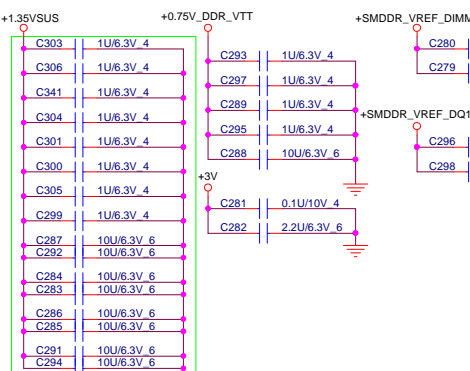 +1.35VSUS
C303 1U/6.3V_4
C306 1U/6.3V_4
C341 1U/6.3V_4
C304 1U/6.3V_4
C301 1U/6.3V_4
C300 1U/6.3V_4
C305 1U/6.3V_4
C299 1U/6.3V_4
C287 10U/6.3V_6
C292 10U/6.3V_6
C284 10U/6.3V_6
C283 10U/6.3V_6
C286 10U/6.3V_6
C285 10U/6.3V_6
C291 10U/6.3V_6
C294 10U/6.3V_6
+0.75V_DDR_VTT
C293 1U/6.3V_4
C297 1U/6.3V_4
C289 1U/6.3V_4
C295 1U/6.3V_4
C288 10U/6.3V_6
+3V
C281 0.1U/10V_4
C282 2.2U/6.3V_6
+SMDDR_VREF_DIMM
C280
C279
+SMDDR_VREF_DQ1
C296
C298